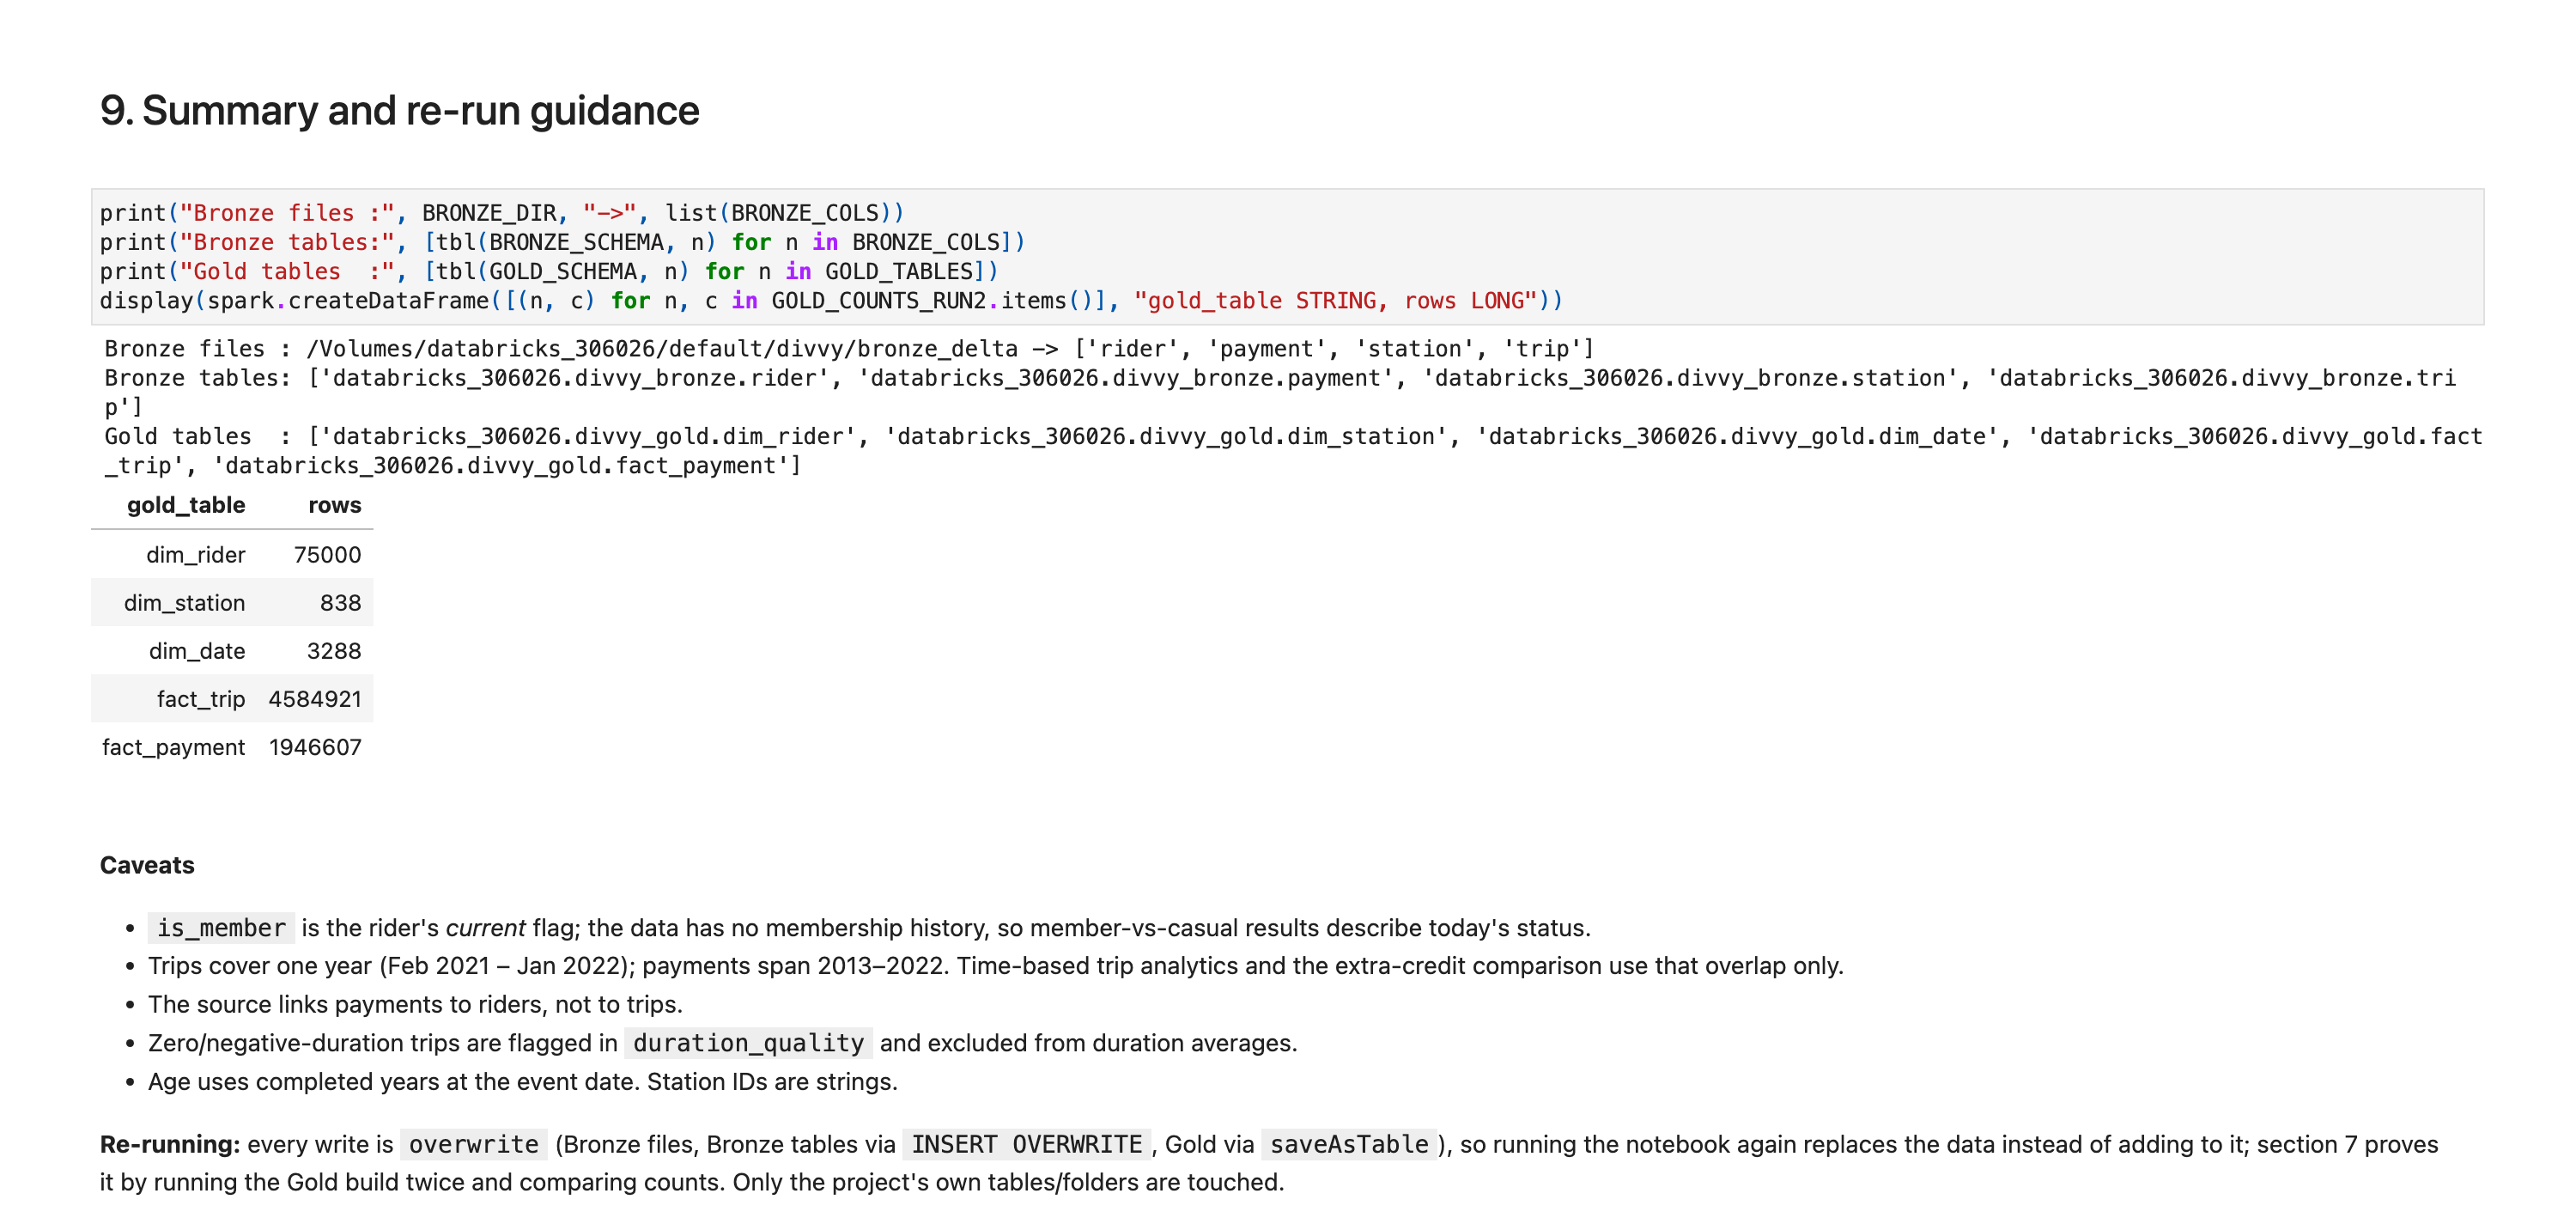 9. Summary and re-run guidance
print("Bronze files :", BRONZE_DIR, "->", list(BRONZE_COLS))
print("Bronze tables:", [tbl(BRONZE_SCHEMA, n) for n in BRONZE_COLS])
print("Gold tables  :", [tbl(GOLD_SCHEMA, n) for n in GOLD_TABLES])
display(spark.createDataFrame([(n, c) for n, c in GOLD_COUNTS_RUN2.items()], "gold_table STRING, rows LONG"))
Bronze files : /Volumes/databricks_306026/default/divvy/bronze_delta -> ['rider', 'payment', 'station', 'trip']
Bronze tables: ['databricks_306026.divvy_bronze.rider', 'databricks_306026.divvy_bronze.payment', 'databricks_306026.divvy_bronze.station', 'databricks_306026.divvy_bronze.tri
p']
Gold tables  : ['databricks_306026.divvy_gold.dim_rider', 'databricks_306026.divvy_gold.dim_station', 'databricks_306026.divvy_gold.dim_date', 'databricks_306026.divvy_gold.fact
_trip', 'databricks_306026.divvy_gold.fact_payment']
gold_table rows
dim_rider 75000
dim_station 838
dim_date 3288
fact_trip 4584921
fact_payment 1946607
Caveats
• is_member is the rider's current flag; the data has no membership history, so member-vs-casual results describe today's status.
• Trips cover one year (Feb 2021 – Jan 2022); payments span 2013–2022. Time-based trip analytics and the extra-credit comparison use that overlap only.
• The source links payments to riders, not to trips.
• Zero/negative-duration trips are flagged in duration_quality and excluded from duration averages.
• Age uses completed years at the event date. Station IDs are strings.
Re-running: every write is overwrite (Bronze files, Bronze tables via INSERT OVERWRITE, Gold via saveAsTable), so running the notebook again replaces the data instead of adding to it; section 7 proves
it by running the Gold build twice and comparing counts. Only the project's own tables/folders are touched.